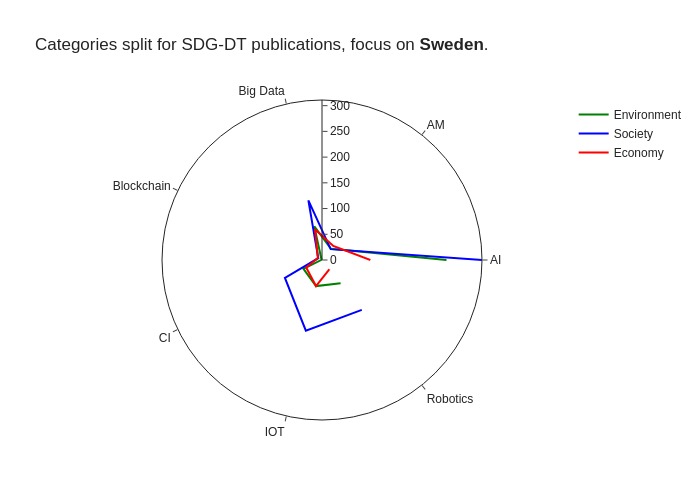 Categories split for SDG-DT publications, focus on Sweden.
Big Data
300
AM
Environment
250
Society
200
Economy
150
Blockchain
100
50
0
AI
CI
Robotics
IOT